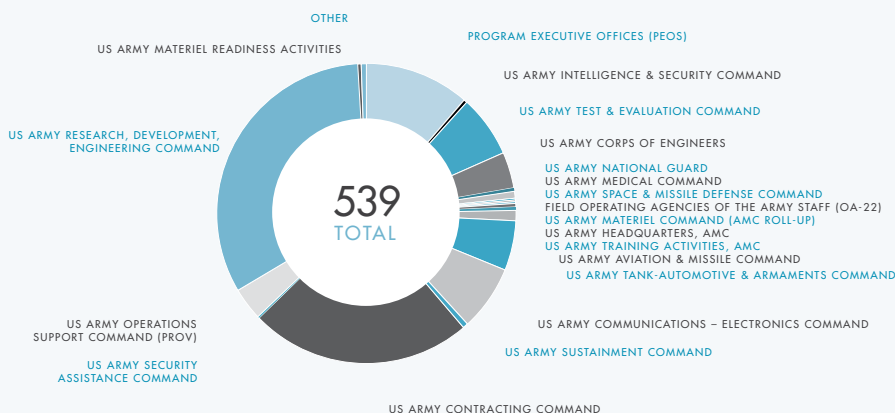 OTHER
PROGRAM EXECUTIVE OFFICES (PEOS)
US ARMY MATERIEL READINESS ACTIVITIES
US ARMY INTELLIGENCE & SECURITY COMMAND
US ARMY TEST & EVALUATION COMMAND
US ARMY RESEARCH, DEVELOPMENT,
ENGINEERING COMMAND
US ARMY CORPS OF ENGINEERS
US ARMY NATIONAL GUARD
US ARMY MEDICAL COMMAND
US ARMY SPACE & MISSILE DEFENSE COMMAND
FIELD OPERATING AGENCIES OF THE ARMY STAFF (OA-22)
US ARMY MATERIEL COMMAND (AMC ROLL-UP)
US ARMY HEADQUARTERS, AMC
US ARMY TRAINING ACTIVITIES, AMC
US ARMY AVIATION & MISSILE COMMAND
US ARMY TANK-AUTOMOTIVE & ARMAMENTS COMMAND
539
TOTAL
US ARMY OPERATIONS
SUPPORT COMMAND (PROV)
US ARMY COMMUNICATIONS – ELECTRONICS COMMAND
US ARMY SUSTAINMENT COMMAND
US ARMY SECURITY
ASSISTANCE COMMAND
US ARMY CONTRACTING COMMAND